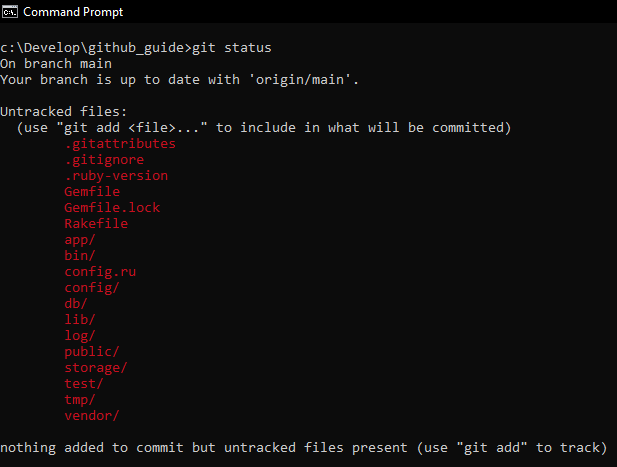 Command Prompt
c:\Develop\github_guide>git status
On branch main
Your branch is up to date with 'origin/main'.
Untracked files:
(use "git add <file>..." to include in what will be committed)
.gitattributes
.gitignore
.ruby-version
Gemfile
Gemfile.lock
Rakefile
app/
bin/
config.ru
config/
db/
lib/
log/
public/
storage/
test/
tmp/
vendor/
nothing added to commit but untracked files present (use "git add" to track)